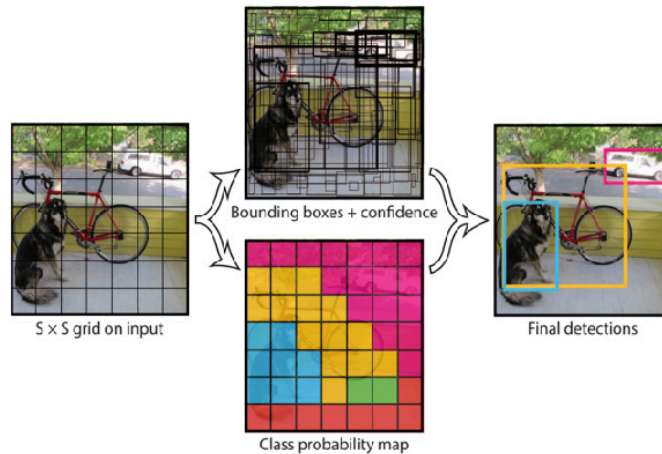 Bounding boxes + confidence
S × S grid on input
Final detections
Class probability map